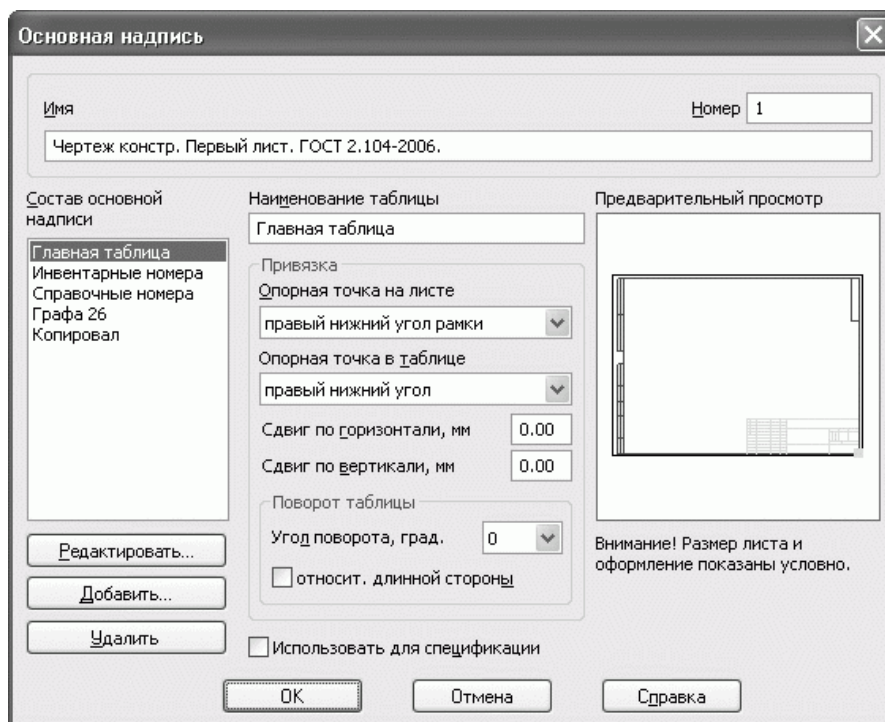 Основная надпись
Имя
Номер 1
Чертеж констр. Первый лист. ГОСТ 2.104-2006.
Состав основной
надписи
Главная таблица
Инвентарные номера
Справочные номера
Графа 26
Копировал
Редактировать...
Добавить...
Удалить
Наименование таблицы
Главная таблица
Привязка
Опорная точка на листе
правый нижний угол рамки
Опорная точка в таблице
правый нижний угол
Сдвиг по горизонтали, мм 0.00
Сдвиг по вертикали, мм 0.00
Поворот таблицы
Угол поворота, град. 0
относит. длинной стороны
Использовать для спецификации
Предварительный просмотр
Внимание! Размер листа и
оформление показаны условно.
OK Отмена Справка